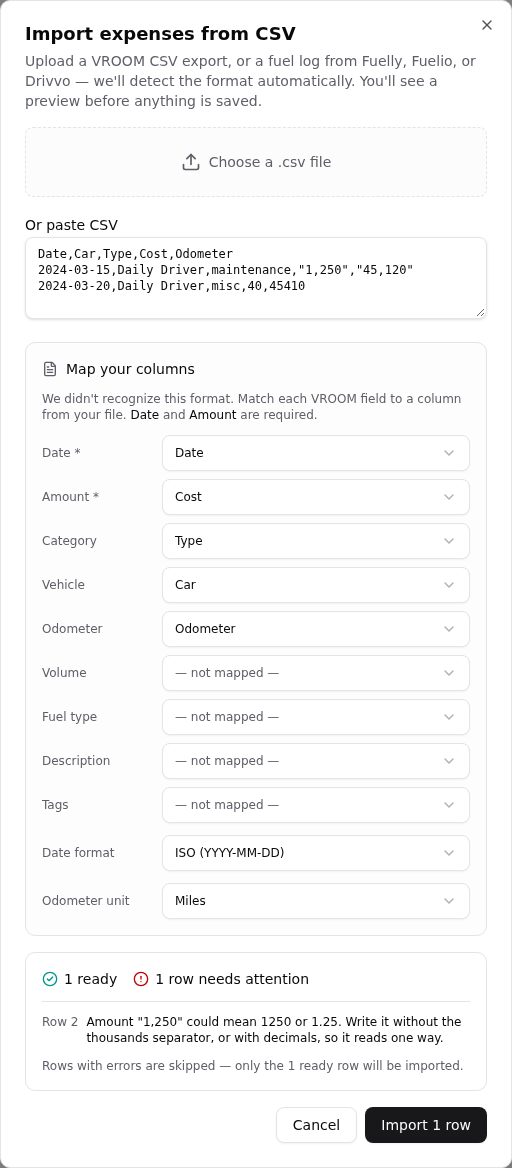 Import expenses from CSV
Upload a VROOM CSV export, or a fuel log from Fuelly, Fuelio, or
Drivvo — we'll detect the format automatically. You'll see a
preview before anything is saved.
Choose a .csv file
Or paste CSV
Date,Car,Type,Cost,Odometer
2024-03-15,Daily Driver,maintenance,"1,250","45,120"
2024-03-20,Daily Driver,misc,40,45410
Map your columns
We didn't recognize this format. Match each VROOM field to a column
from your file. Date and Amount are required.
Date * Date
Amount * Cost
Category Type
Vehicle Car
Odometer Odometer
Volume — not mapped —
Fuel type — not mapped —
Description — not mapped —
Tags — not mapped —
Date format ISO (YYYY-MM-DD)
Odometer unit Miles
1 ready 1 row needs attention
Row 2 Amount "1,250" could mean 1250 or 1.25. Write it without the
thousands separator, or with decimals, so it reads one way.
Rows with errors are skipped — only the 1 ready row will be imported.
Cancel Import 1 row